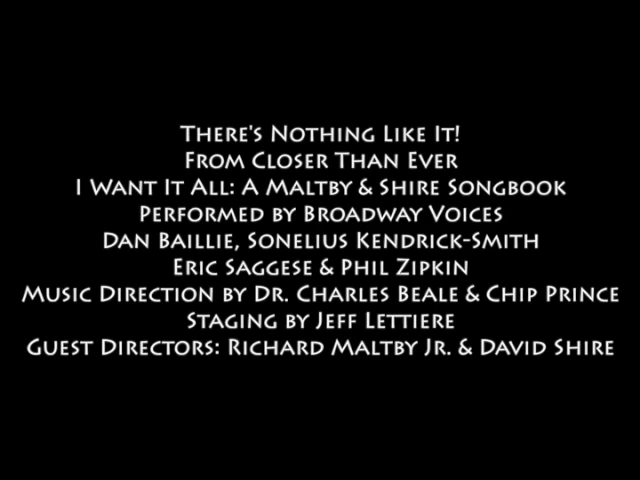 There's Nothing Like It!
From Closer Than Ever
I Want It All: A Maltby & Shire Songbook
Performed by Broadway Voices
Dan Baillie, Sonelius Kendrick-Smith
Eric Saggese & Phil Zipkin
Music Direction by Dr. Charles Beale & Chip Prince
Staging by Jeff Lettiere
Guest Directors: Richard Maltby Jr. & David Shire